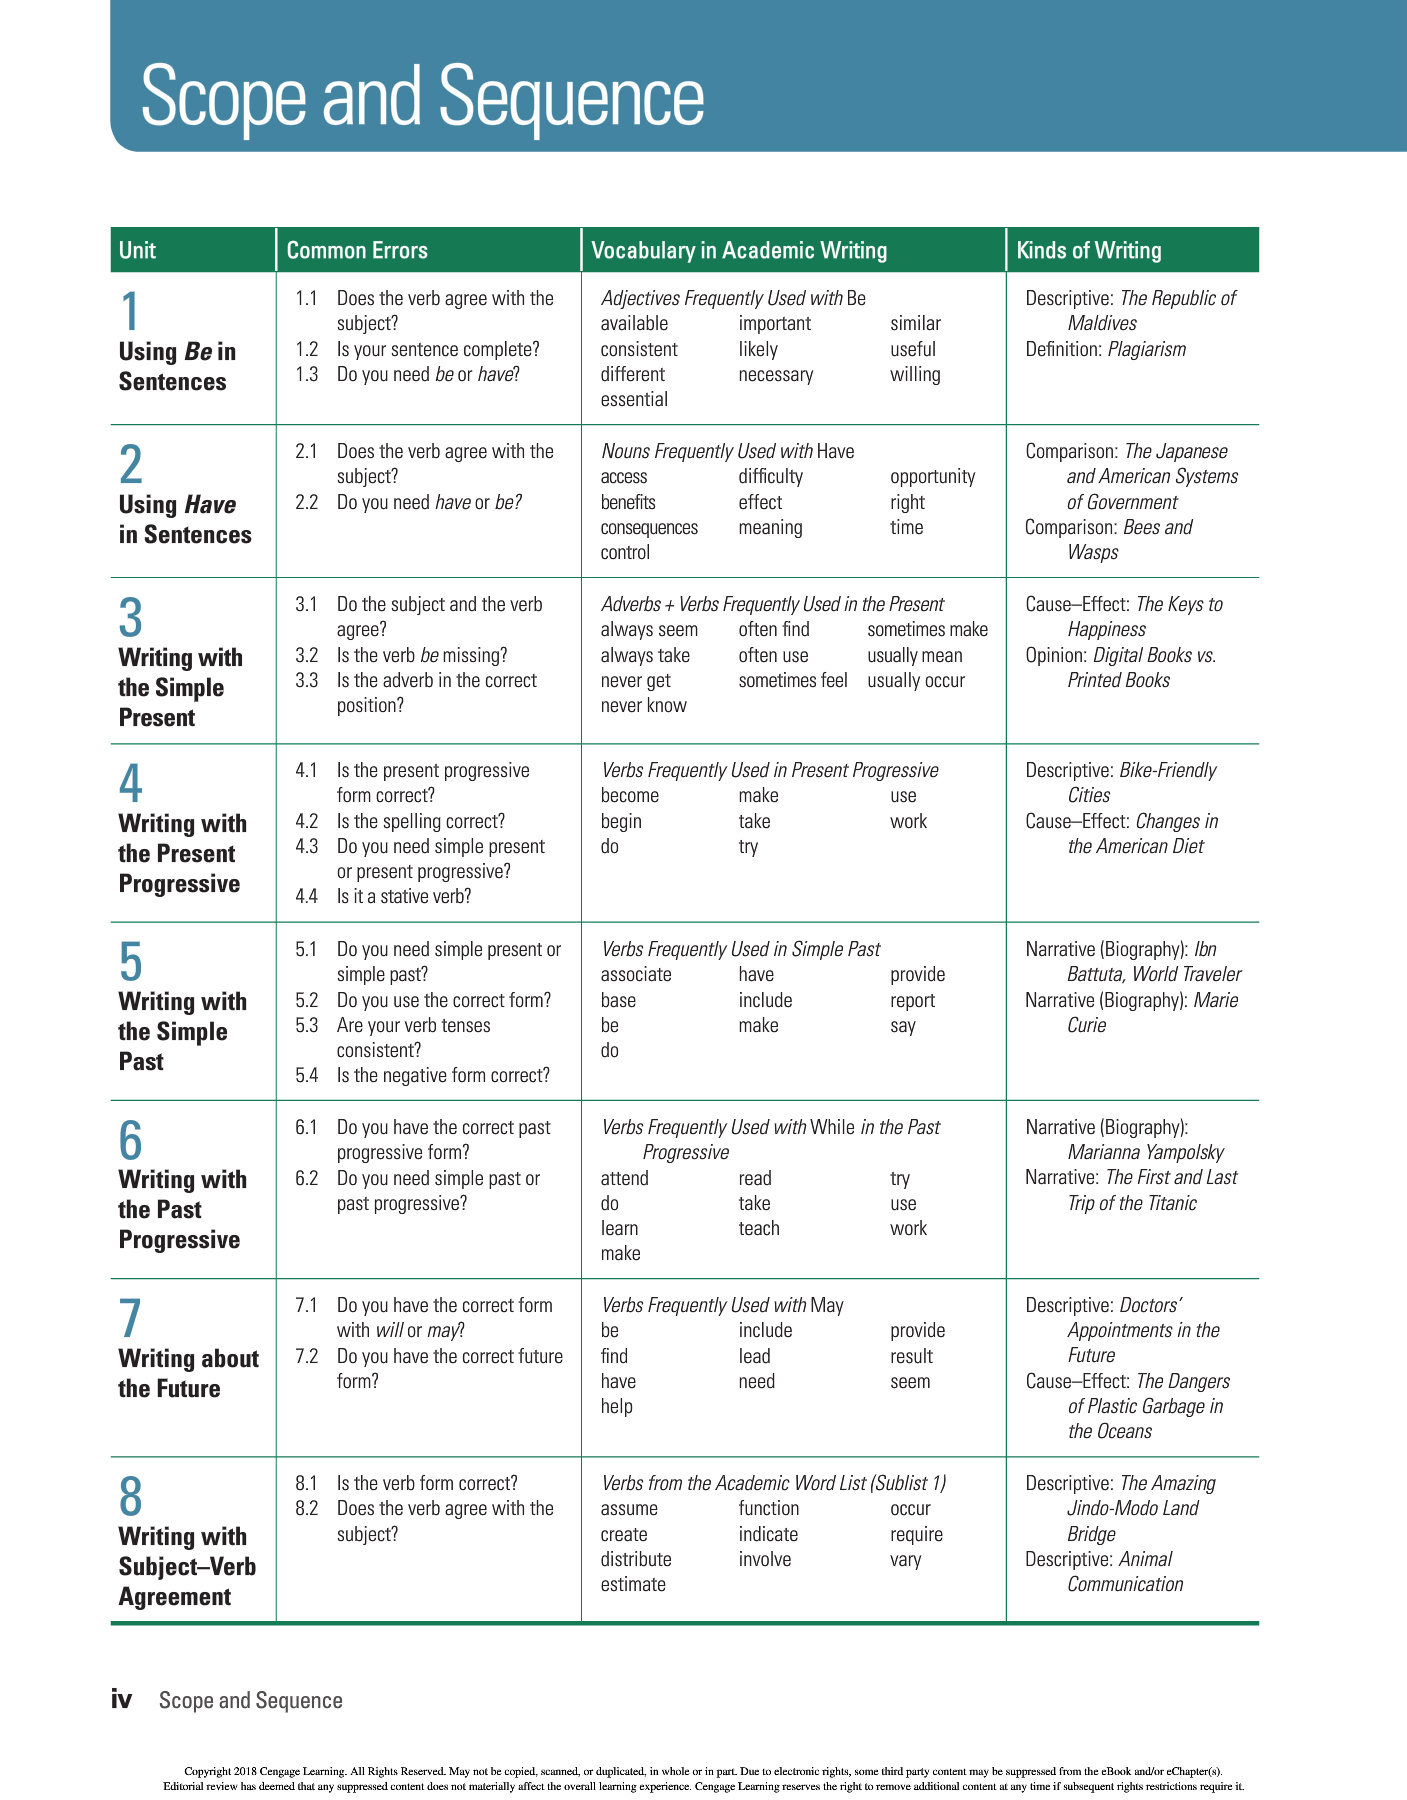 Scope and Sequence
Unit
Common Errors
Vocabulary in Academic Writing
Kinds of Writing
1
Using Be in
Sentences
1.1 Does the verb agree with the
subject?
1.2 Is your sentence complete?
1.3 Do you need be or have?
Adjectives Frequently Used with Be
available important similar
consistent likely useful
different necessary willing
essential
Descriptive: The Republic of
Maldives
Definition: Plagiarism
2
Using Have
in Sentences
2.1 Does the verb agree with the
subject?
2.2 Do you need have or be?
Nouns Frequently Used with Have
access difficulty opportunity
benefits effect right
consequences meaning time
control
Comparison: The Japanese
and American Systems
of Government
Comparison: Bees and
Wasps
3
Writing with
the Simple
Present
3.1 Do the subject and the verb
agree?
3.2 Is the verb be missing?
3.3 Is the adverb in the correct
position?
Adverbs + Verbs Frequently Used in the Present
always seem often find sometimes make
always take often use usually mean
never get sometimes feel usually occur
never know
Cause–Effect: The Keys to
Happiness
Opinion: Digital Books vs.
Printed Books
4
Writing with
the Present
Progressive
4.1 Is the present progressive
form correct?
4.2 Is the spelling correct?
4.3 Do you need simple present
or present progressive?
4.4 Is it a stative verb?
Verbs Frequently Used in Present Progressive
become make use
begin take work
do try
Descriptive: Bike-Friendly
Cities
Cause–Effect: Changes in
the American Diet
5
Writing with
the Simple
Past
5.1 Do you need simple present or
simple past?
5.2 Do you use the correct form?
5.3 Are your verb tenses
consistent?
5.4 Is the negative form correct?
Verbs Frequently Used in Simple Past
associate have provide
base include report
be make say
do
Narrative (Biography): Ibn
Battuta, World Traveler
Narrative (Biography): Marie
Curie
6
Writing with
the Past
Progressive
6.1 Do you have the correct past
progressive form?
6.2 Do you need simple past or
past progressive?
Verbs Frequently Used with While in the Past
Progressive
attend read try
do take use
learn teach work
make
Narrative (Biography):
Marianna Yampolsky
Narrative: The First and Last
Trip of the Titanic
7
Writing about
the Future
7.1 Do you have the correct form
with will or may?
7.2 Do you have the correct future
form?
Verbs Frequently Used with May
be include provide
find lead result
have need seem
help
Descriptive: Doctors’
Appointments in the
Future
Cause–Effect: The Dangers
of Plastic Garbage in
the Oceans
8
Writing with
Subject–Verb
Agreement
8.1 Is the verb form correct?
8.2 Does the verb agree with the
subject?
Verbs from the Academic Word List (Sublist 1)
assume function occur
create indicate require
distribute involve vary
estimate
Descriptive: The Amazing
Jindo-Modo Land
Bridge
Descriptive: Animal
Communication
iv Scope and Sequence
Copyright 2018 Cengage Learning. All Rights Reserved. May not be copied, scanned, or duplicated, in whole or in part. Due to electronic rights, some third party content may be suppressed from the eBook and/or eChapter(s).
Editorial review has deemed that any suppressed content does not materially affect the overall learning experience. Cengage Learning reserves the right to remove additional content at any time if subsequent rights restrictions require it.